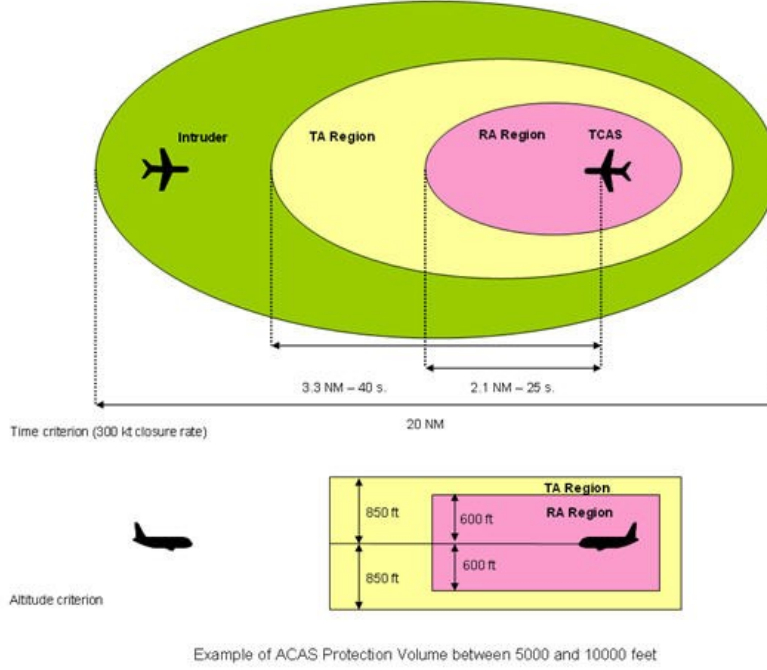 Intruder
TA Region
RA Region
TCAS
3.3 NM – 40 s.
2.1 NM – 25 s.
20 NM
Time criterion (300 kt closure rate)
TA Region
850 ft
600 ft
RA Region
850 ft
600 ft
Altitude criterion
Example of ACAS Protection Volume between 5000 and 10000 feet